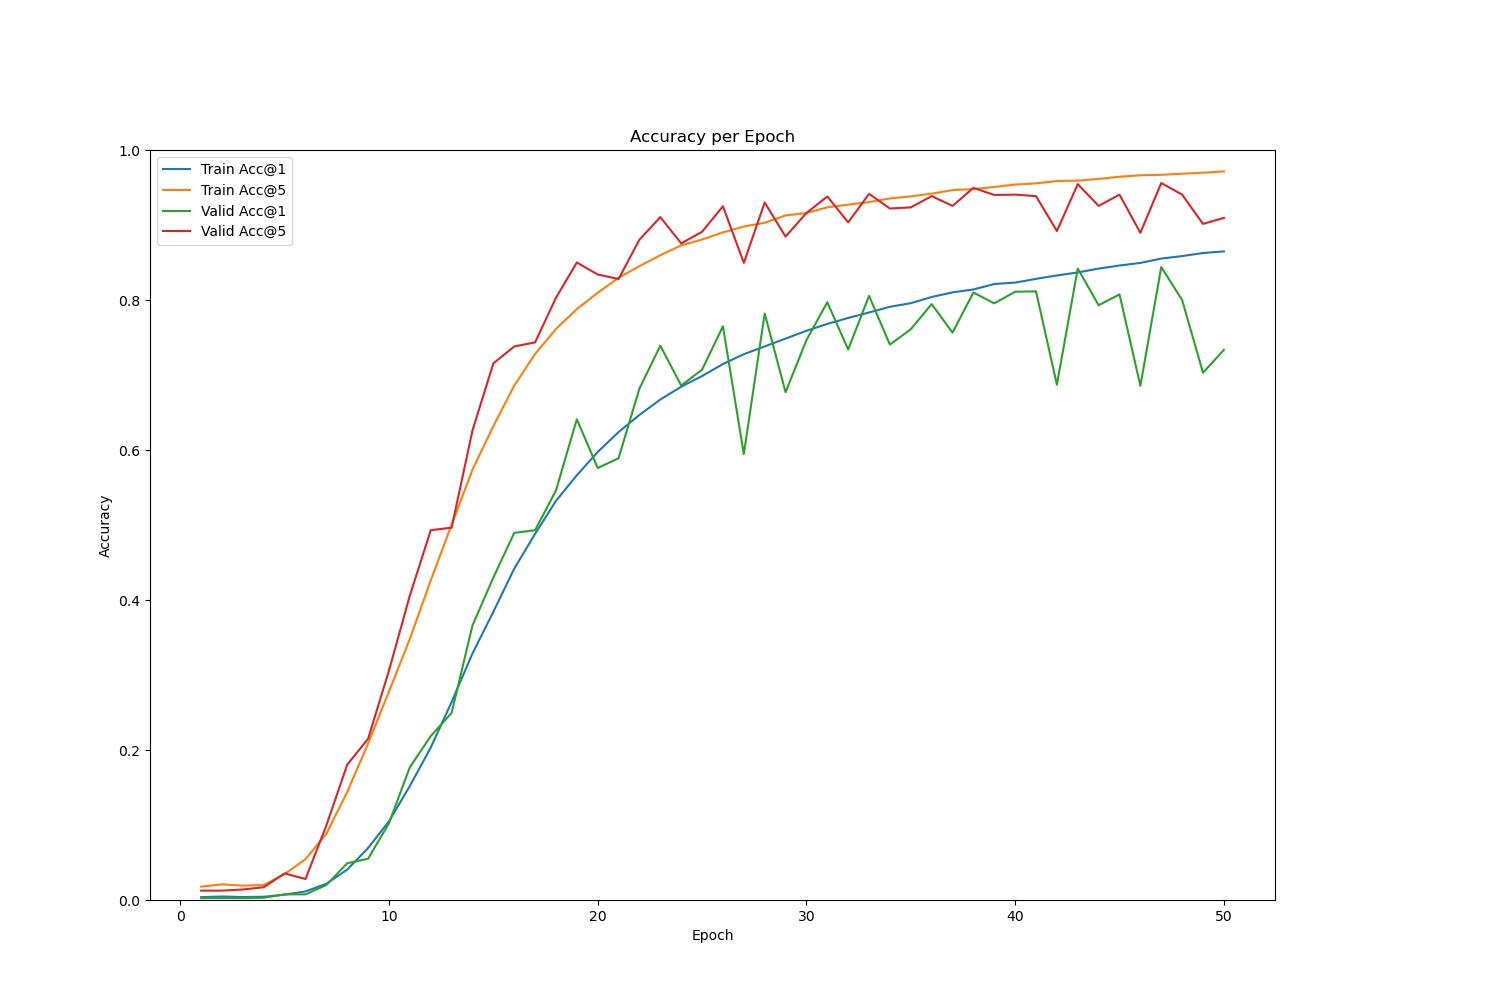 Accuracy per Epoch
Train Acc@1
Train Acc@5
Valid Acc@1
Valid Acc@5
Accuracy
1.0
0.8
0.6
0.4
0.2
0.0
0 10 20 30 40 50
Epoch